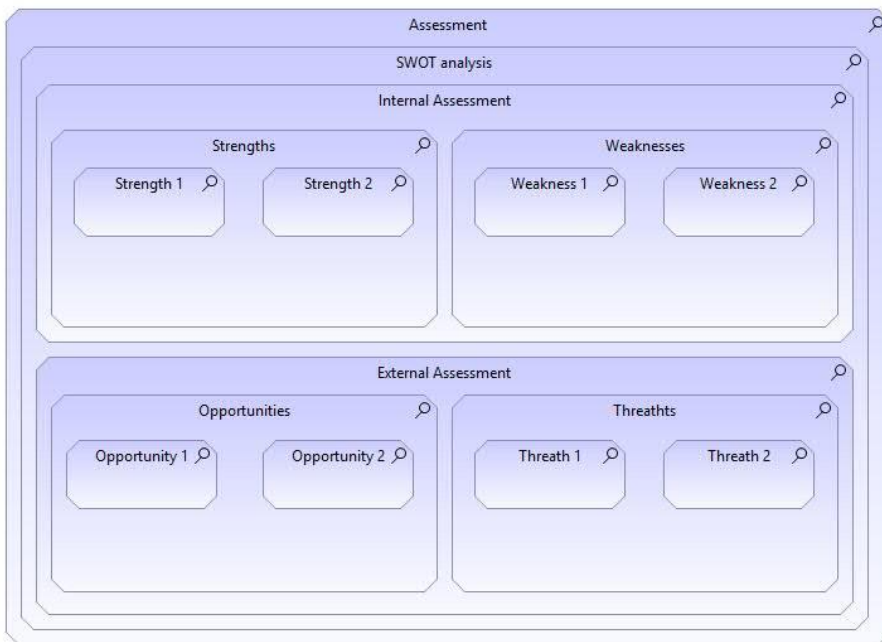 Assessment
SWOT analysis
Internal Assessment
Strengths
Weaknesses
Strength 1
Strength 2
Weakness 1
Weakness 2
External Assessment
Opportunities
Threathts
Opportunity 1
Opportunity 2
Threath 1
Threath 2